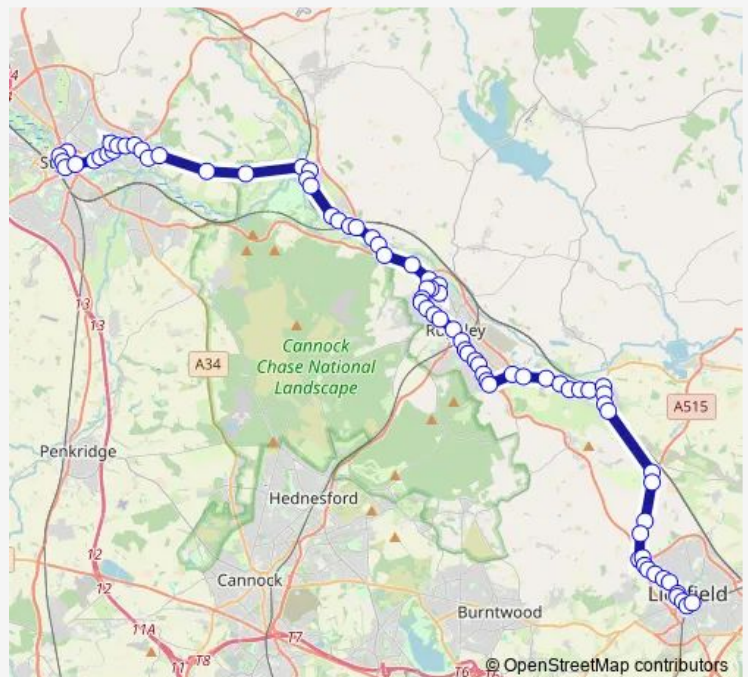 A34
Cannock
Chase National
Landscape
A515
13
13
Penkridge
Hednesford
12
12
Cannock
11A
11
T8
T7
Burntwood
T6
© OpenStreetMap contributors